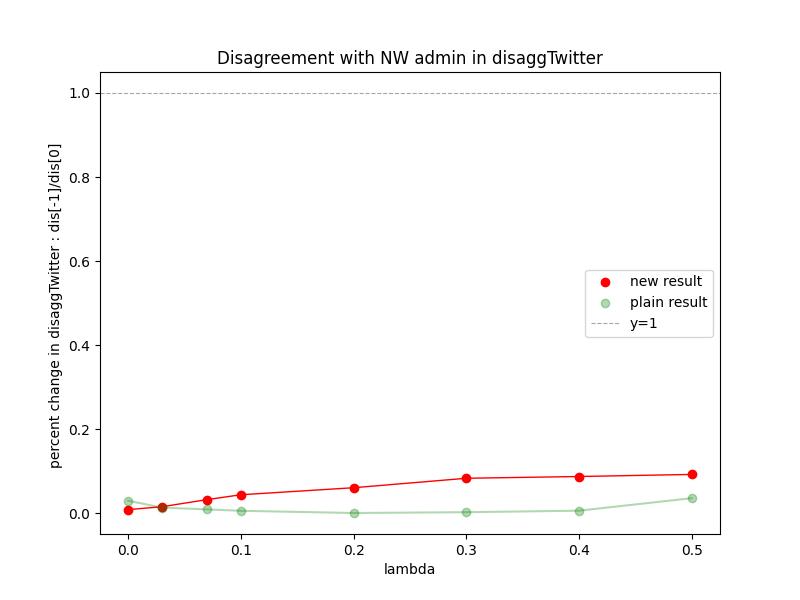 Disagreement with NW admin in disaggTwitter
percent change in disaggTwitter : dis[-1]/dis[0]
1.0
0.8
0.6
0.4
0.2
0.0
new result
plain result
y=1
0.0 0.1 0.2 0.3 0.4 0.5
lambda